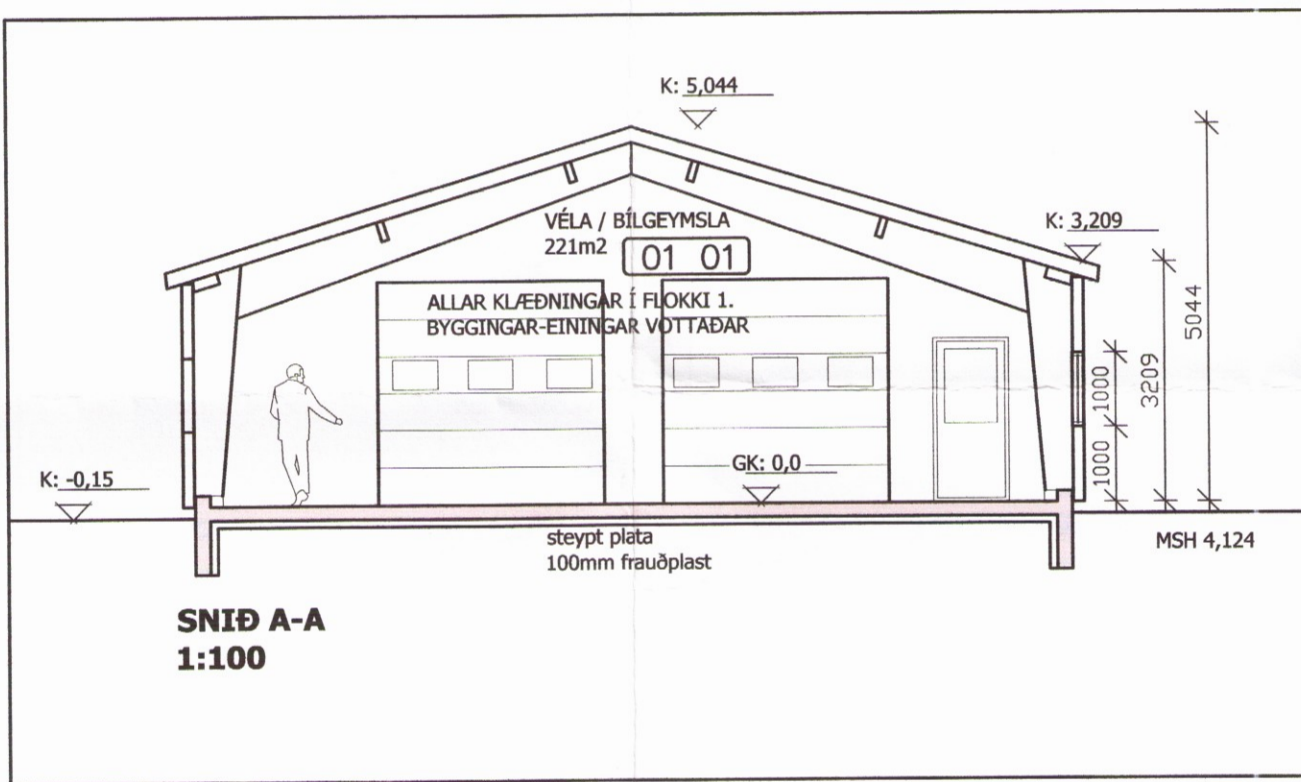 K: 5,044
K: 3,209
VÉLA / BÍLGEYMSLA
221m2
01 01
ALLAR KLÆÐNINGAR Í FLOKKI 1.
BYGGINGAR-EININGAR VOTTAÐAR
5044
3209
1000
1000
K: -0,15
GK: 0,0
MSH 4,124
steypt plata
100mm frauðplast
SNIÐ A-A
1:100